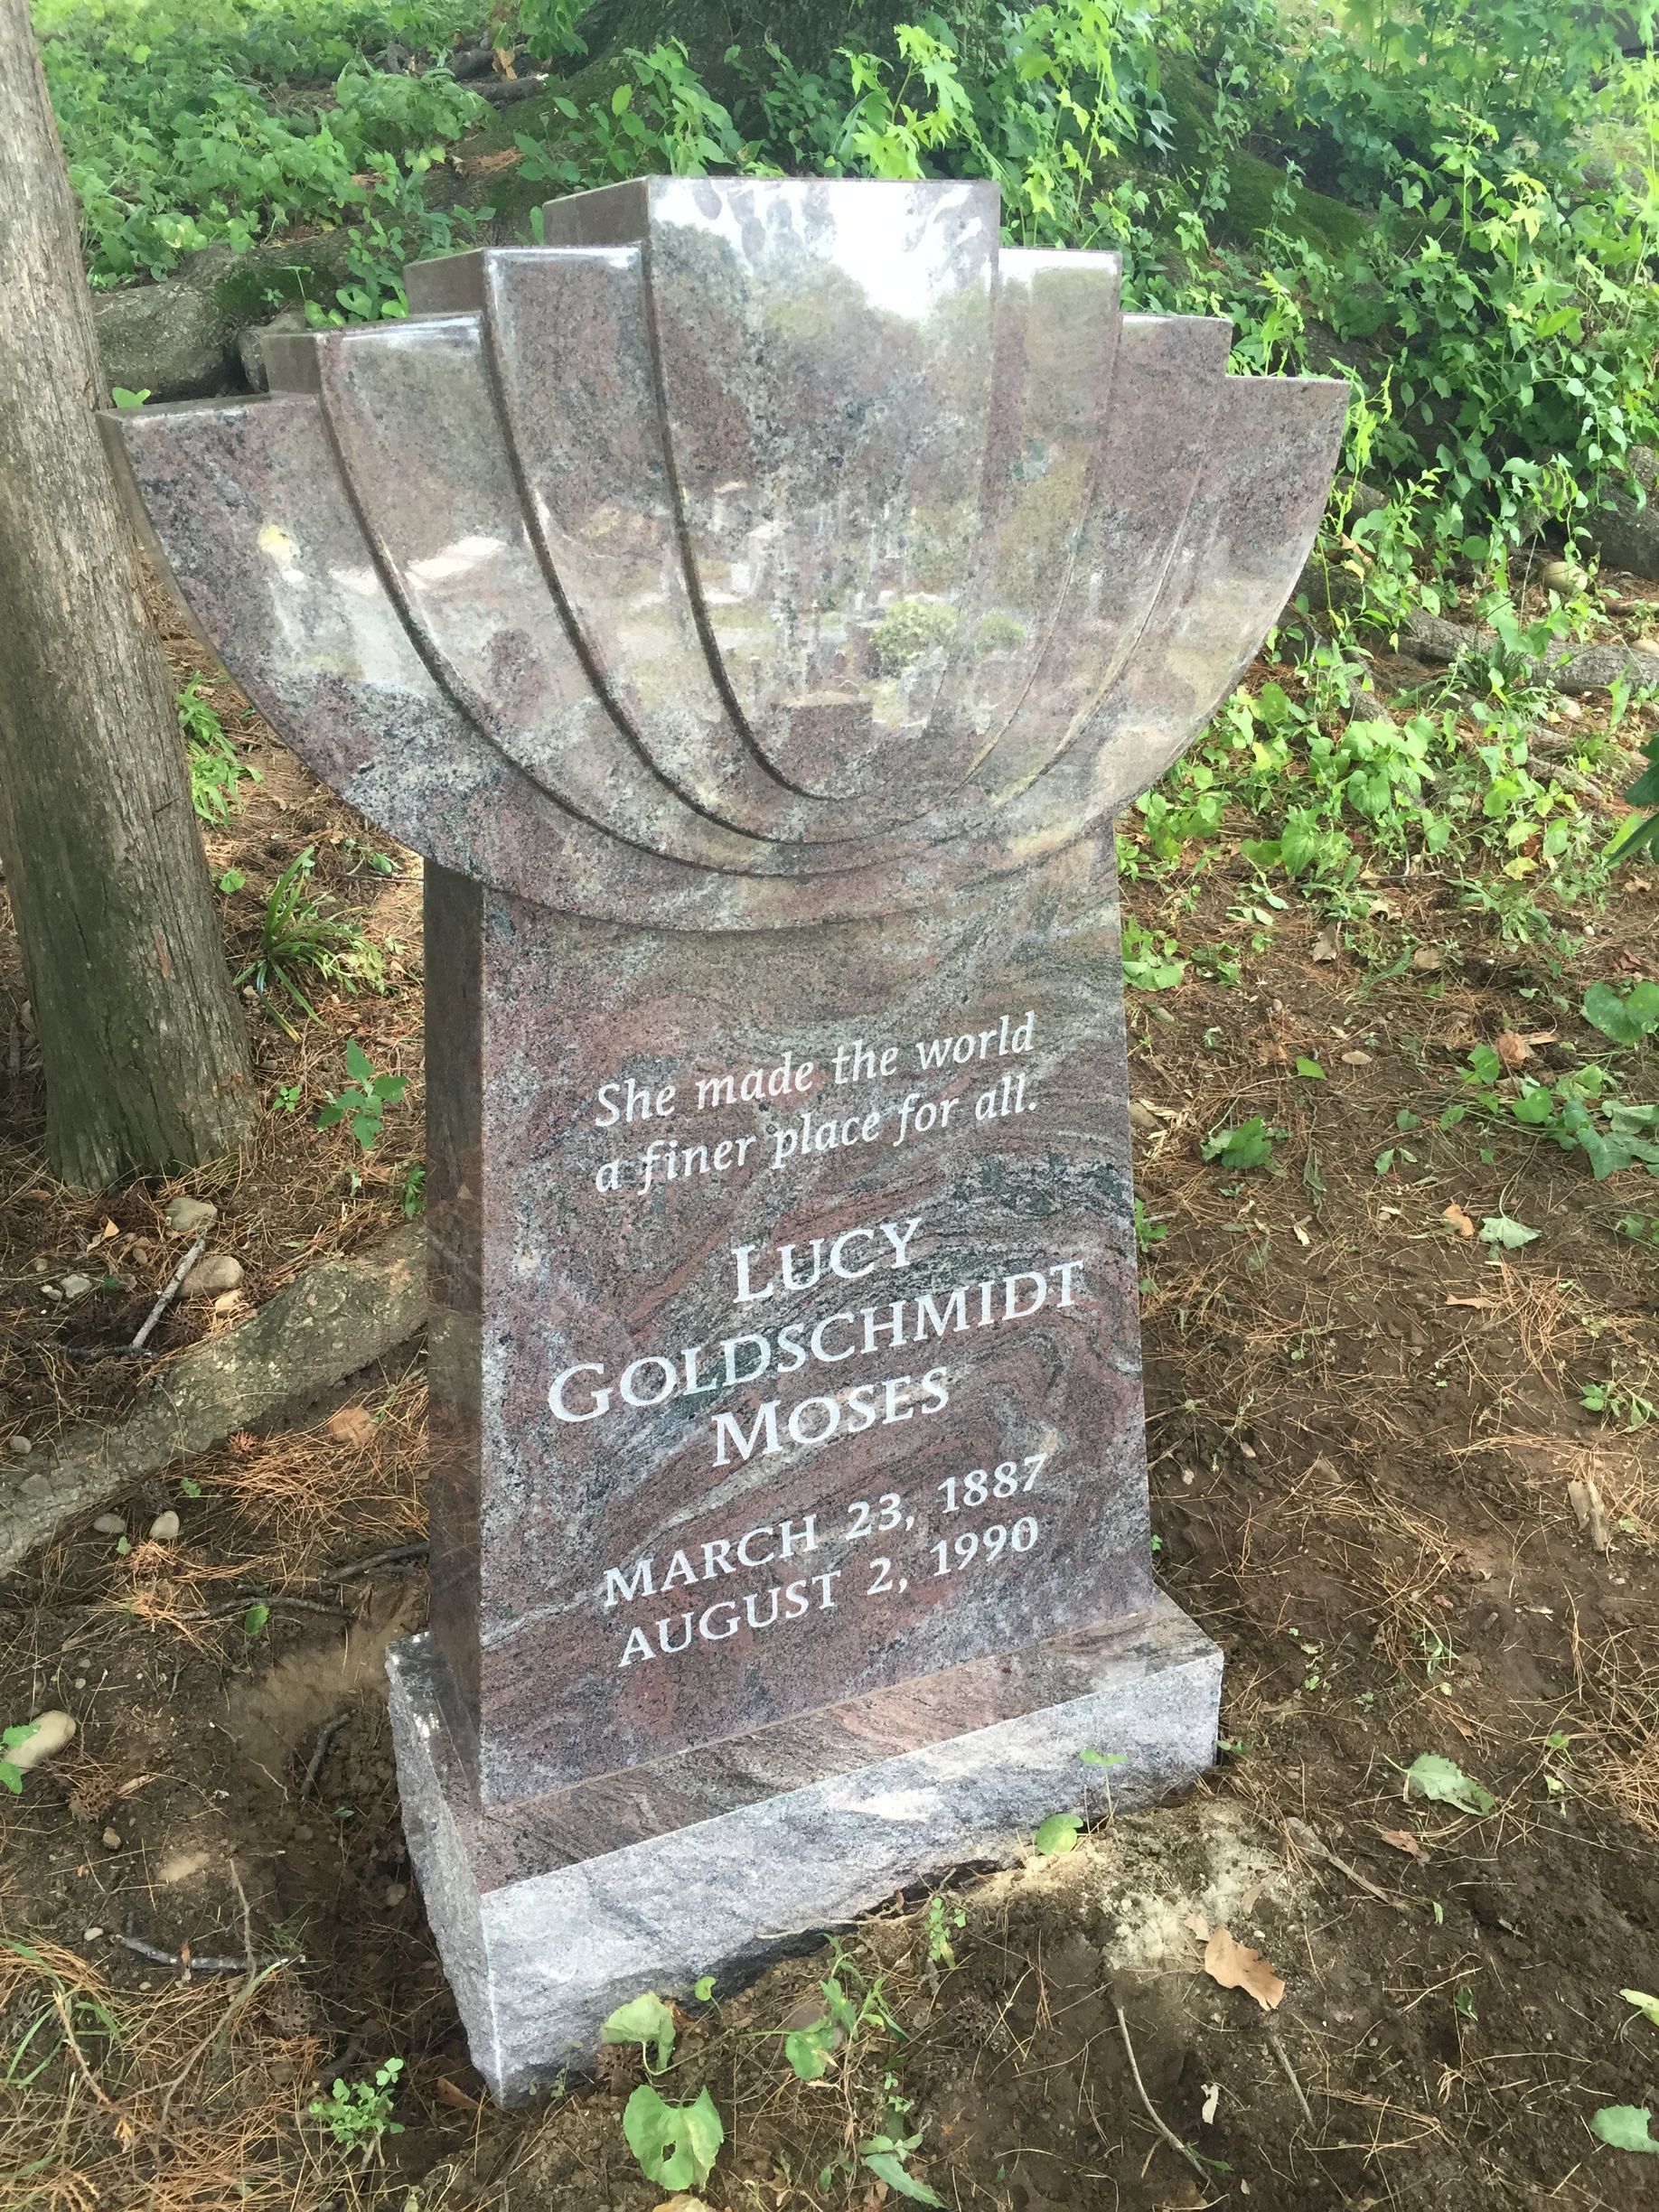 She made the world
a finer place for all.
LUCY
GOLDSCHMIDT
MOSES
MARCH 23, 1887
AUGUST 2, 1990